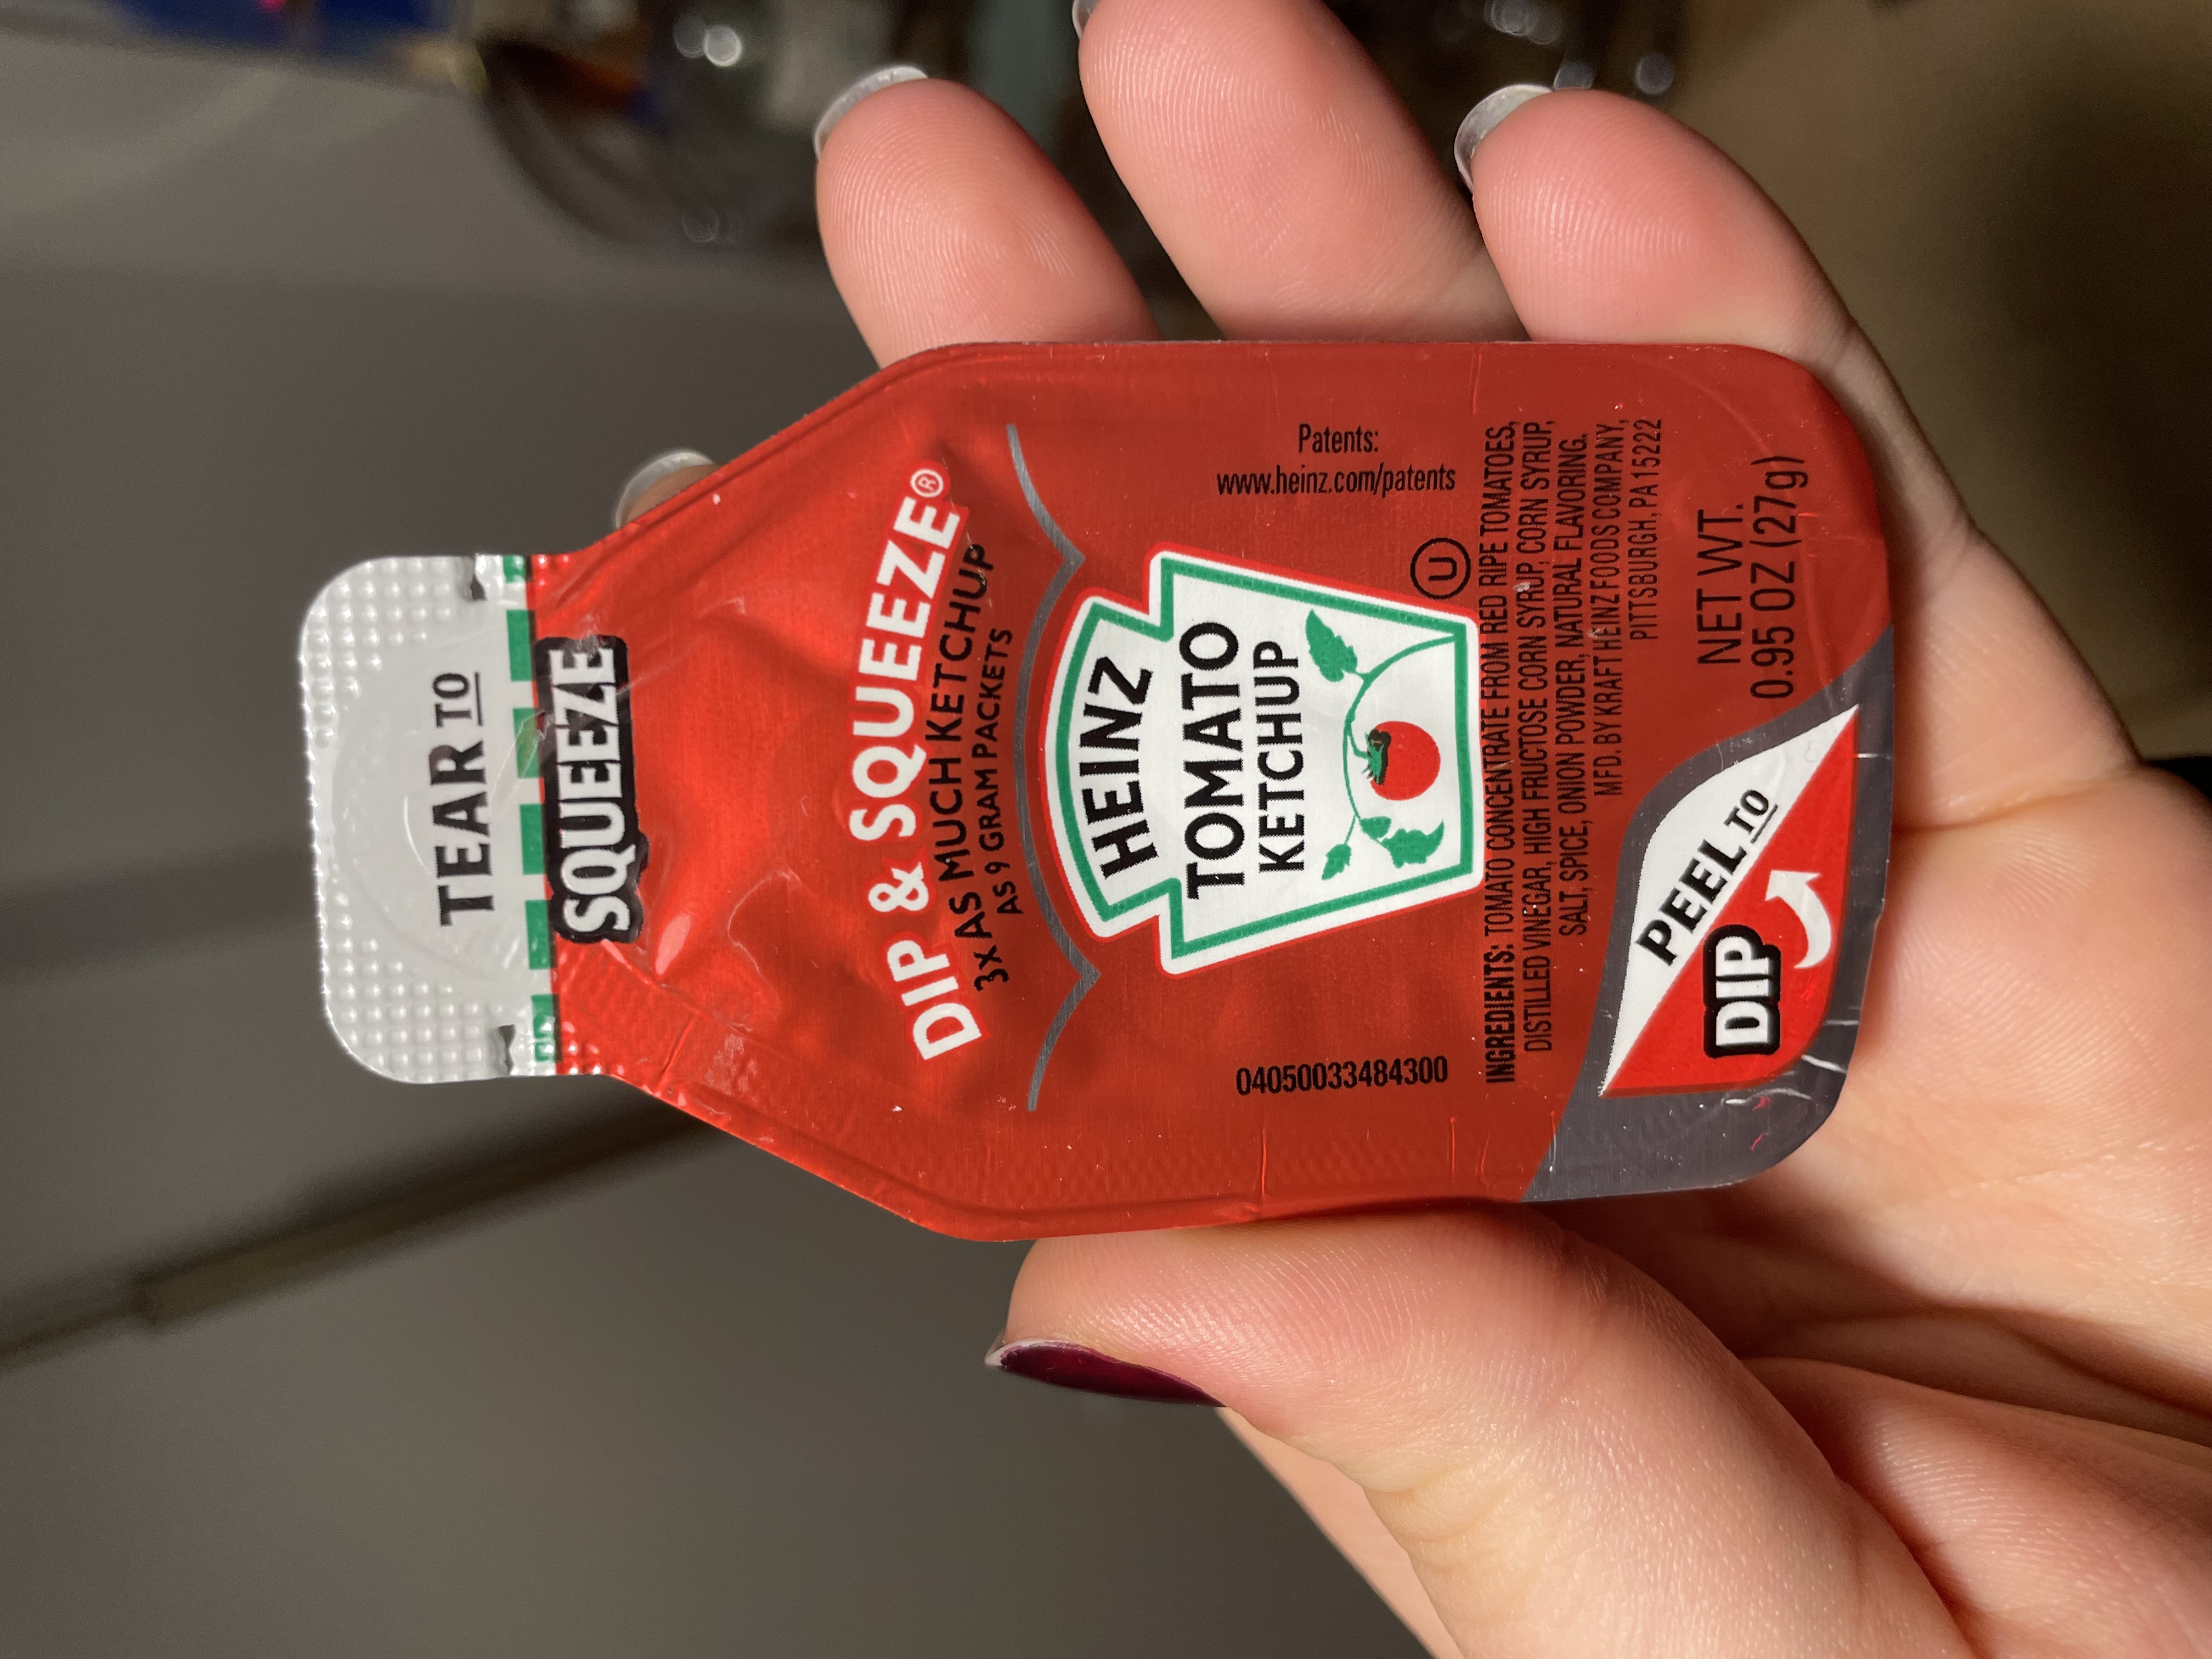 TEAR TO
SQUEEZE
DIP & SQUEEZE®
3x AS MUCH KETCHUP
AS 9 GRAM PACKETS
HEINZ
TOMATO
KETCHUP
04050033484300
Patents:
www.heinz.com/patents
U
INGREDIENTS: TOMATO CONCENTRATE FROM RED RIPE TOMATOES,
DISTILLED VINEGAR, HIGH FRUCTOSE CORN SYRUP, CORN SYRUP,
SALT, SPICE, ONION POWDER, NATURAL FLAVORING.
MFD. BY KRAFT HEINZ FOODS COMPANY,
PITTSBURGH, PA 15222
PEEL TO
DIP
NET WT.
0.95 OZ (27g)